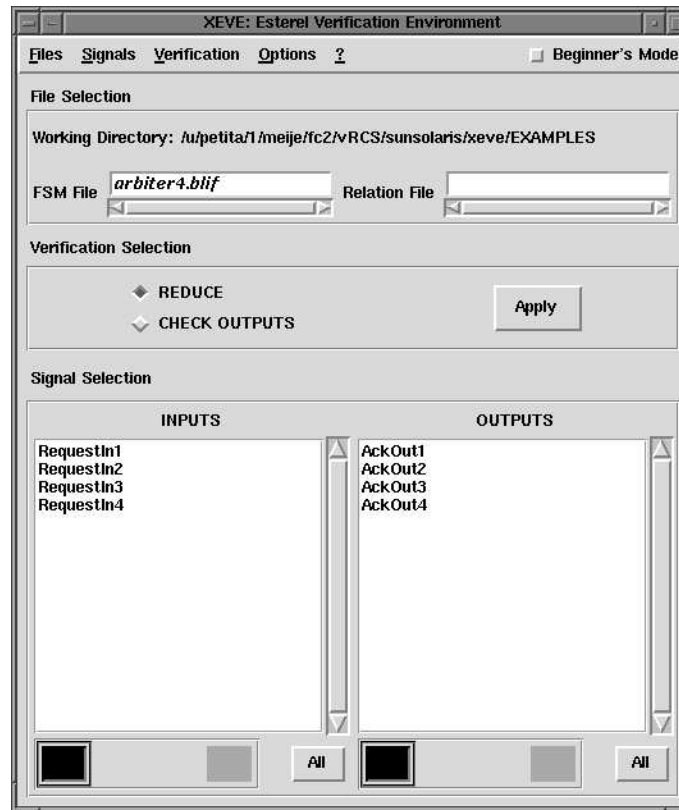 XEVE: Esterel Verification Environment
Files Signals Verification Options ? Beginner's Mode
File Selection
Working Directory: /u/petita/1/meije/fc2/vRCS/sunsolaris/xeve/EXAMPLES
FSM File arbiter4.blif Relation File
Verification Selection
REDUCE
CHECK OUTPUTS
Apply
Signal Selection
INPUTS OUTPUTS
RequestIn1 AckOut1
RequestIn2 AckOut2
RequestIn3 AckOut3
RequestIn4 AckOut4
All All